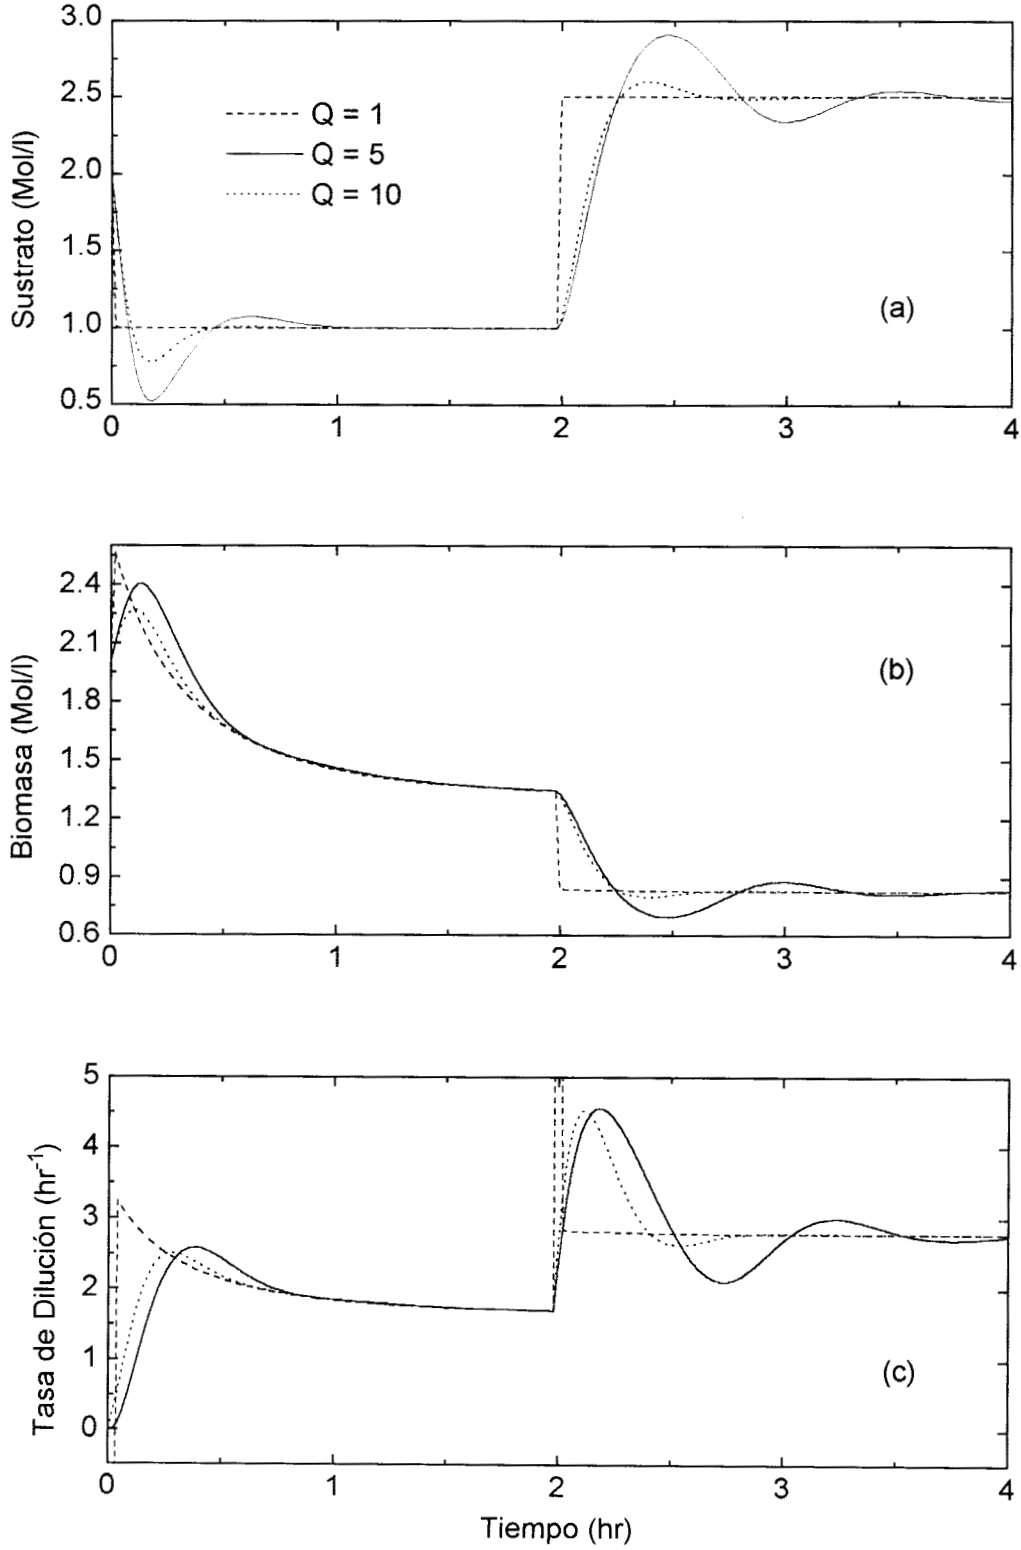 3.0
2.5
2.0
1.5
1.0
0.5
Sustrato (Mol/l)
Q = 1
Q = 5
Q = 10
(a)
0 1 2 3 4
2.4
2.1
1.8
1.5
1.2
0.9
0.6
Biomasa (Mol/l)
(b)
0 1 2 3 4
5
4
3
2
1
0
Tasa de Dilución (hr-1)
(c)
0 1 2 3 4
Tiempo (hr)